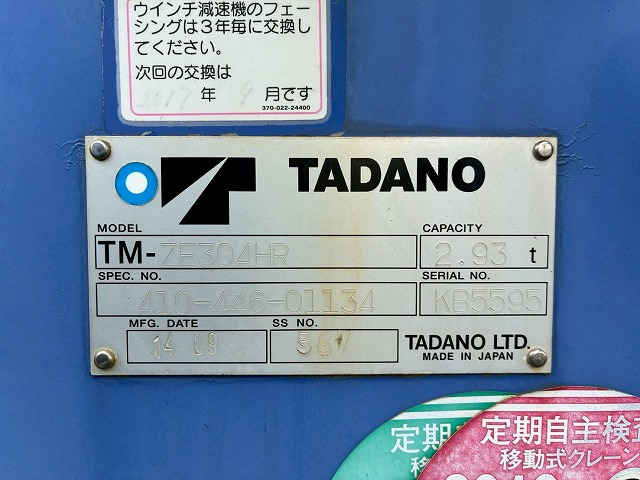 ウインチ減速機のフェー
シングは3年毎に交換し
てください。
次回の交換は
2017 年 9 月です
370-022-24400
TADANO
MODEL
CAPACITY
TM-ZE304HR
2.93 t
SPEC. NO.
SERIAL NO.
410-446-01134
KB5595
MFG. DATE
SS NO.
14 09
567
TADANO LTD.
MADE IN JAPAN
定期自主検査
移動式クレーン
定期
移